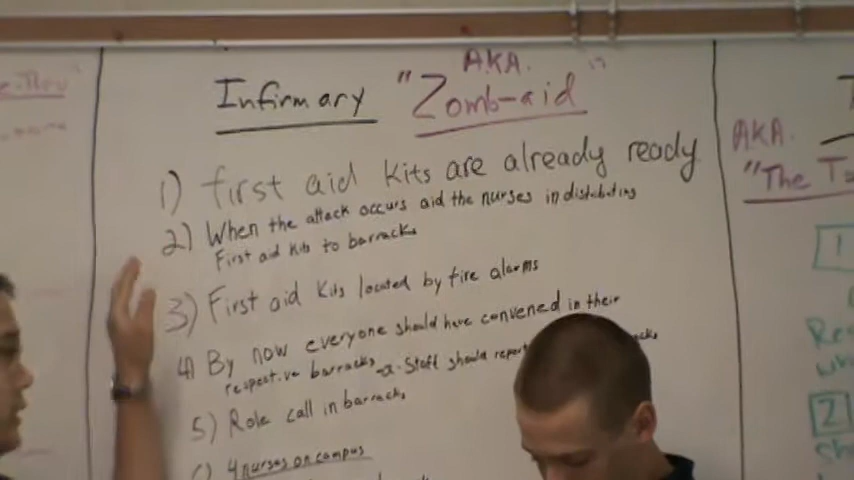 AKA.
Infirmary "Zomb-aid"
1) first aid kits are already ready
2) When the attack occurs aid the nurses in distributing
First aid kits to barracks
3) First aid kits located by fire alarms
4) By now everyone should have convened in their
respective barracks - a. Staff should report
5) Role call in barracks
4 nurses on campus
AKA.
"The
1
2